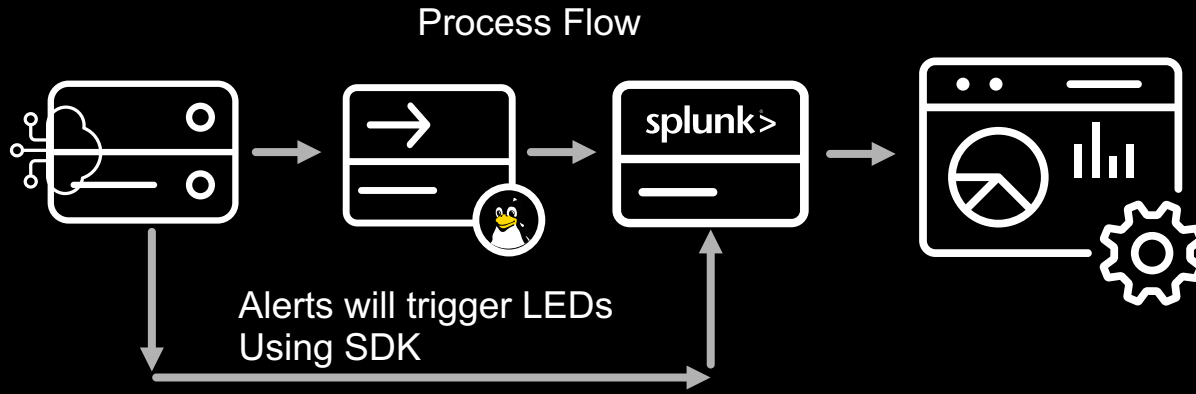 Process Flow
splunk>
Alerts will trigger LEDs
Using SDK